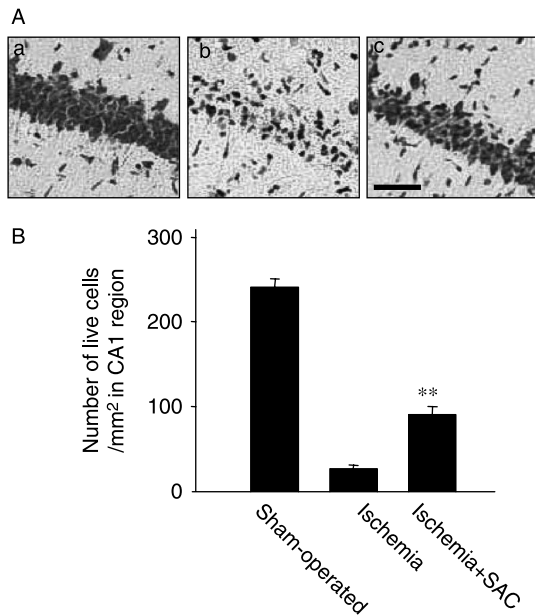 A
a
b
c
B
Number of live cells
/mm² in CA1 region
300
200
100
0
**
Sham-operated
Ischemia
Ischemia+SAC